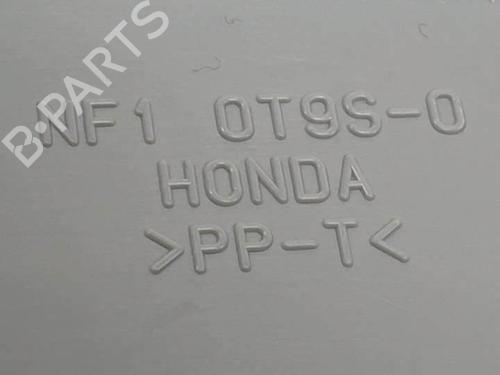 B-PARTS
NF1 0T9S-0
HONDA
>PP-T<